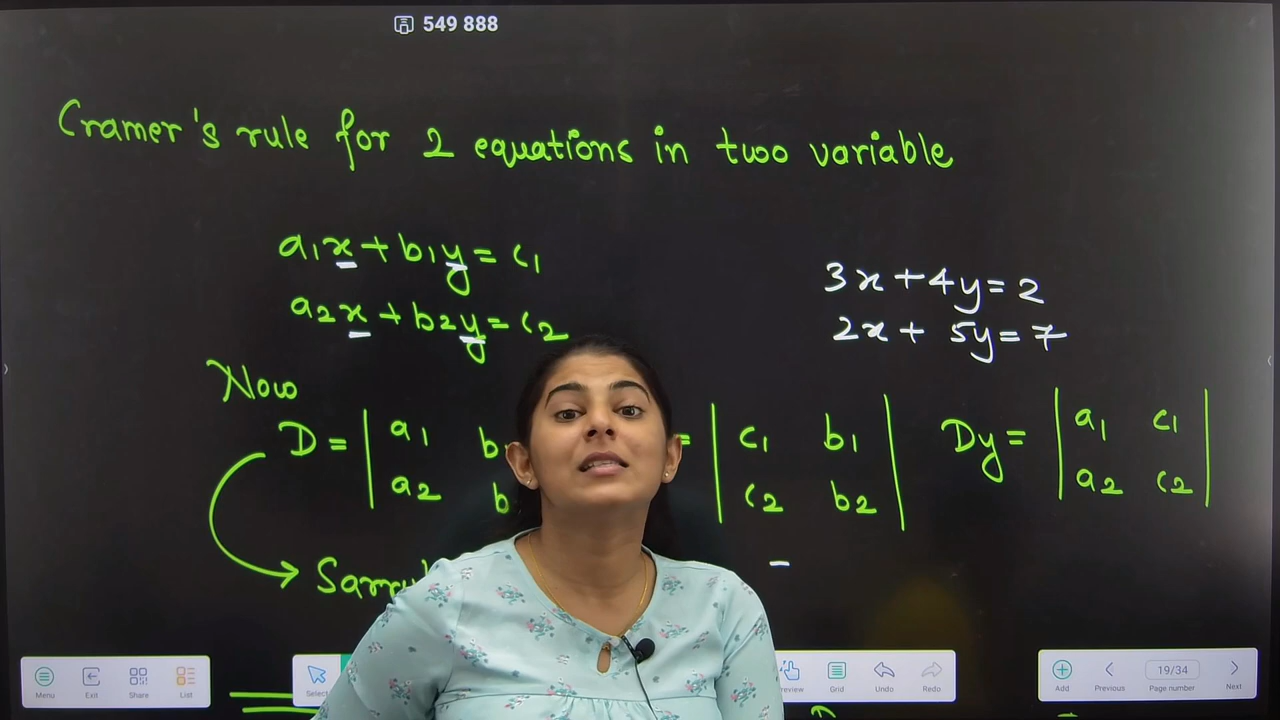 549 888
Cramer's rule for 2 equations in two variable
a1x + b1y = c1
a2x + b2y = c2
3x + 4y = 2
2x + 5y = 7
Now
D = | a1 b
a2 b
= | c1 b1 |
c2 b2
Dy = | a1 c1 |
a2 c2
Menu Exit Share List
Select
Grid Undo Redo
Add Previous 19/34 Page number Next